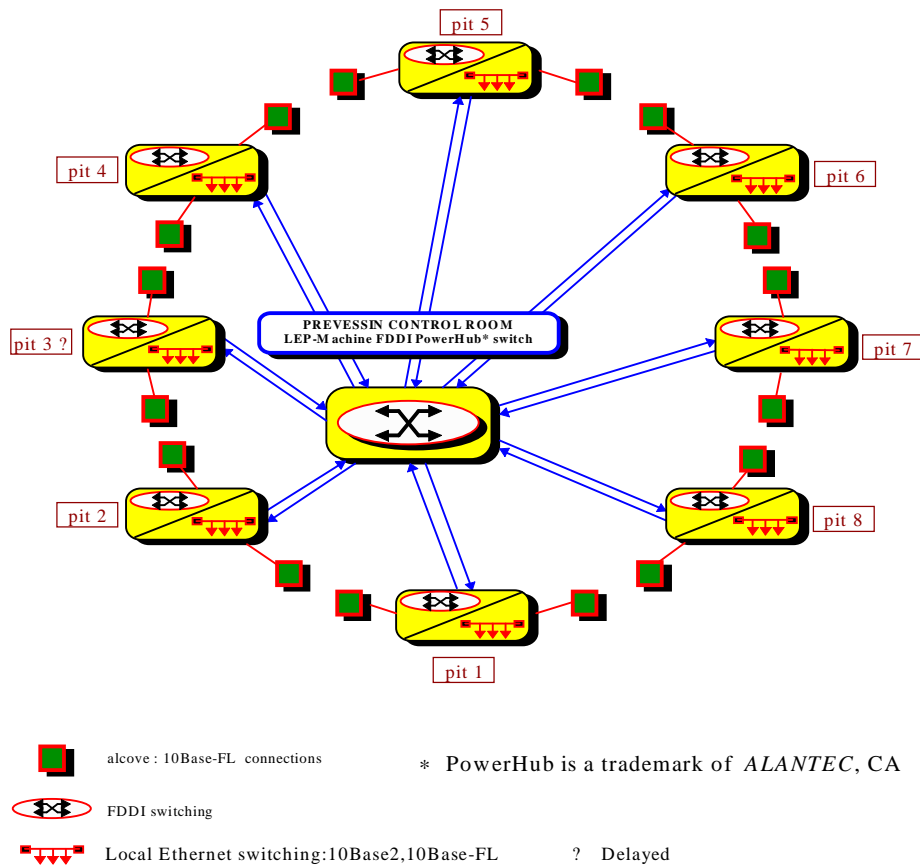 pit 5
pit 4
pit 6
PREVESSIN CONTROL ROOM
LEP-Machine FDDI PowerHub* switch
pit 3 ?
pit 7
pit 2
pit 8
pit 1
alcove : 10Base-FL connections
* PowerHub is a trademark of ALANTEC, CA
FDDI switching
Local Ethernet switching:10Base2,10Base-FL
? Delayed